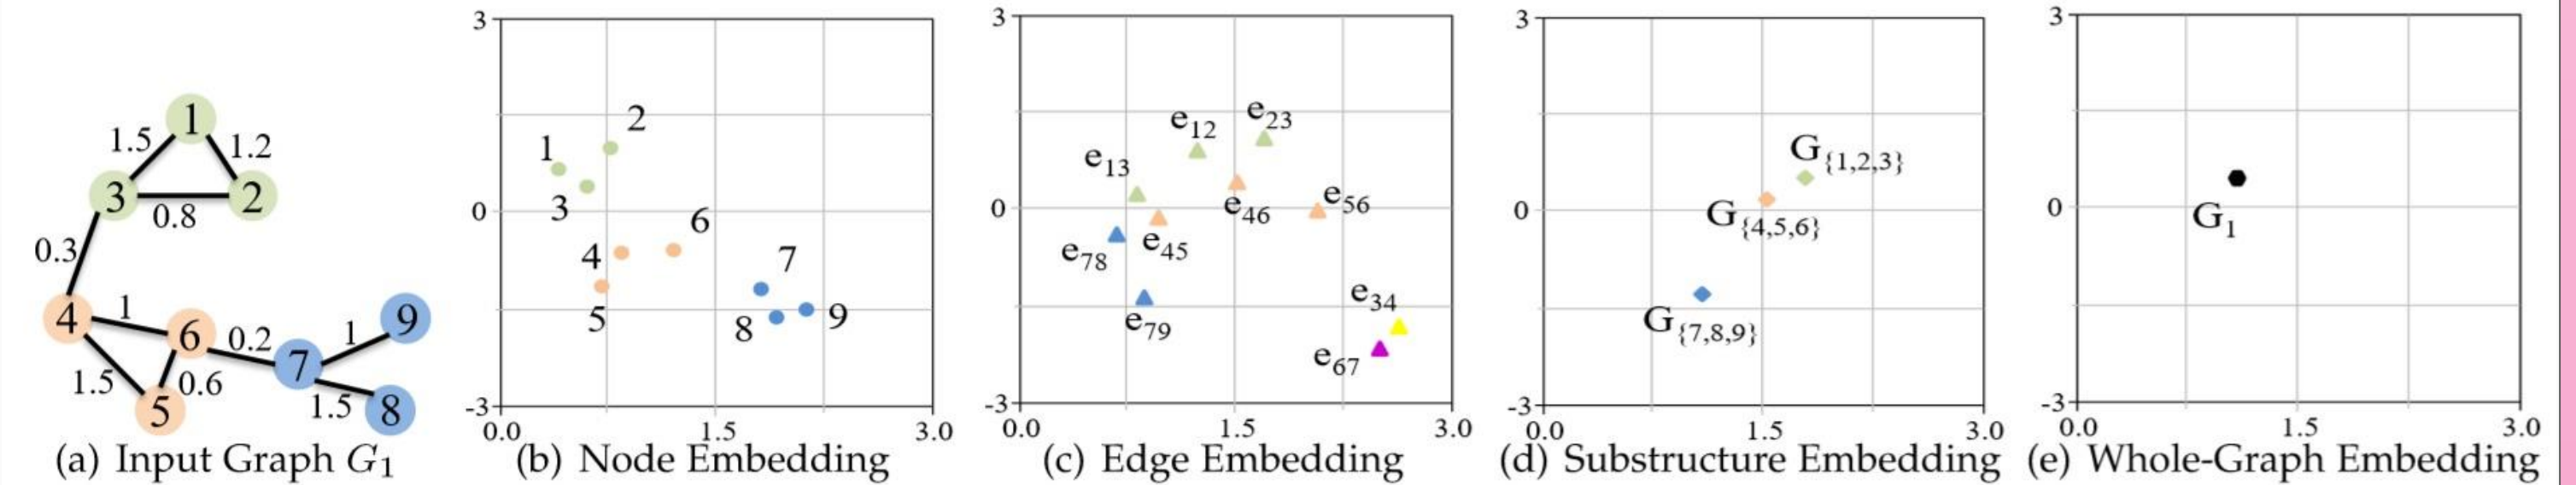 1
1.5
1.2
3
2
0.8
0.3
4
1
6
0.2
1
9
7
1.5
0.6
5
1.5
8
(a) Input Graph G1
3
2
1
3
0
6
4
7
5
8
9
-3
0.0
1.5
3.0
(b) Node Embedding
3
e23
e12
e13
0
e56
e46
e45
e78
e34
e79
e67
-3
0.0
1.5
3.0
(c) Edge Embedding
3
G{1,2,3}
0
G{4,5,6}
G{7,8,9}
-3
0.0
1.5
3.0
(d) Substructure Embedding
3
0
G1
-3
0.0
1.5
3.0
(e) Whole-Graph Embedding